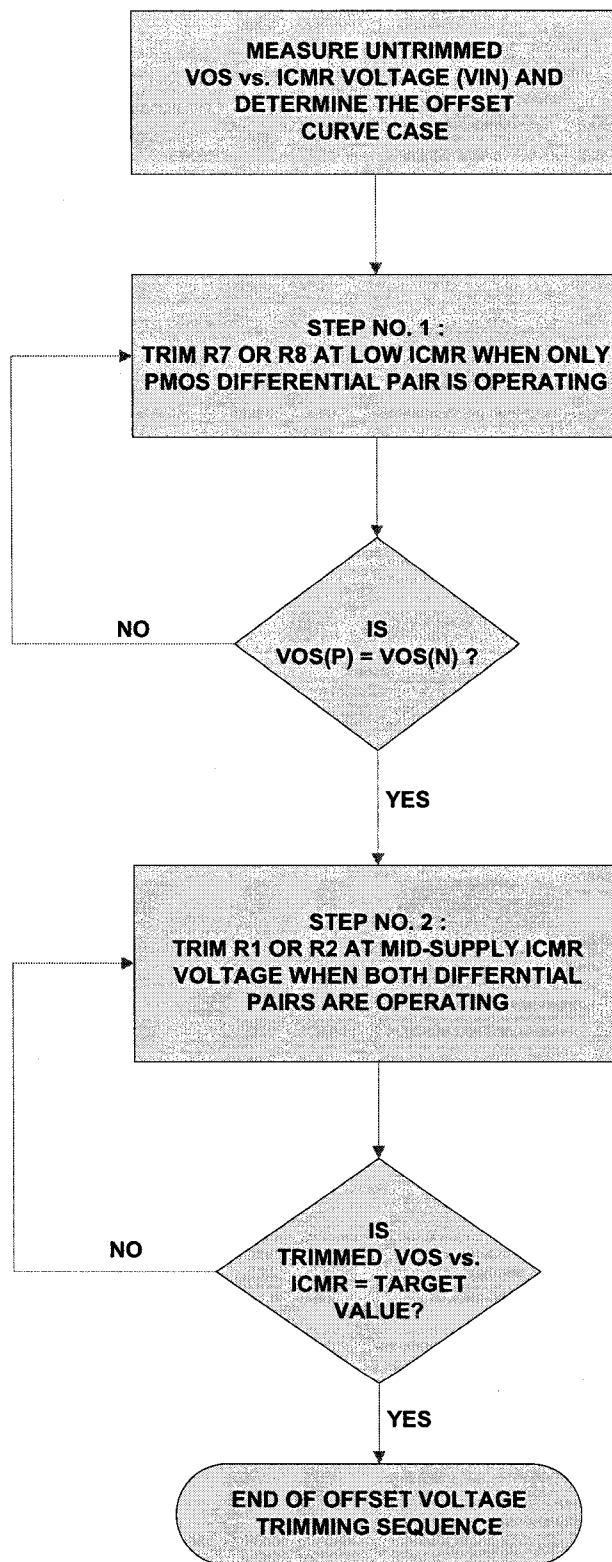 MEASURE UNTRIMMED
VOS vs. ICMR VOLTAGE (VIN) AND
DETERMINE THE OFFSET
CURVE CASE
STEP NO. 1 :
TRIM R7 OR R8 AT LOW ICMR WHEN ONLY
PMOS DIFFERENTIAL PAIR IS OPERATING
NO
IS
VOS(P) = VOS(N) ?
YES
STEP NO. 2 :
TRIM R1 OR R2 AT MID-SUPPLY ICMR
VOLTAGE WHEN BOTH DIFFERNTIAL
PAIRS ARE OPERATING
NO
IS
TRIMMED VOS vs.
ICMR = TARGET
VALUE?
YES
END OF OFFSET VOLTAGE
TRIMMING SEQUENCE